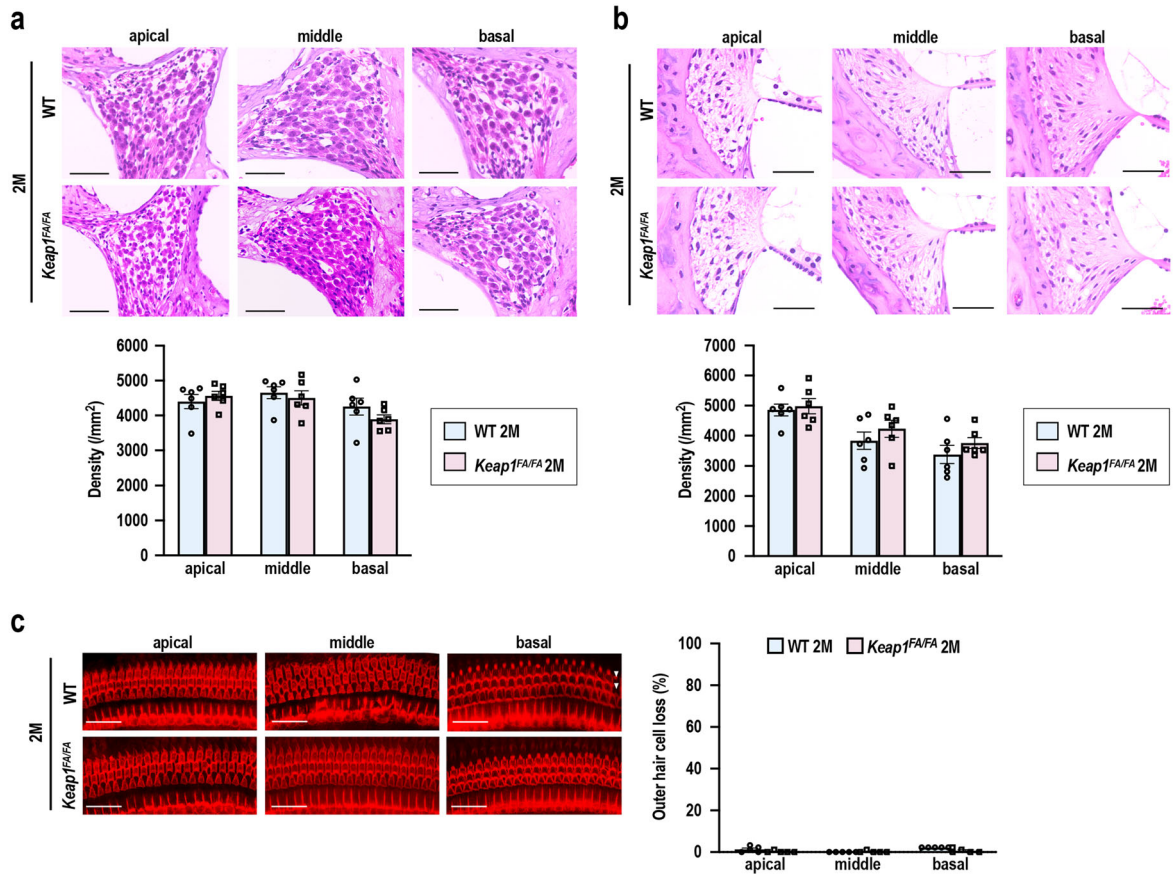 a
apical middle basal
2M
WT
Keap1FA/FA
Density (/mm2)
6000
5000
4000
3000
2000
1000
0
apical middle basal
WT 2M
Keap1FA/FA 2M
b
apical middle basal
2M
WT
Keap1FA/FA
Density (/mm2)
7000
6000
5000
4000
3000
2000
1000
0
apical middle basal
WT 2M
Keap1FA/FA 2M
c
apical middle basal
2M
WT
Keap1FA/FA
Outer hair cell loss (%)
100
80
60
40
20
0
WT 2M Keap1FA/FA 2M
apical middle basal